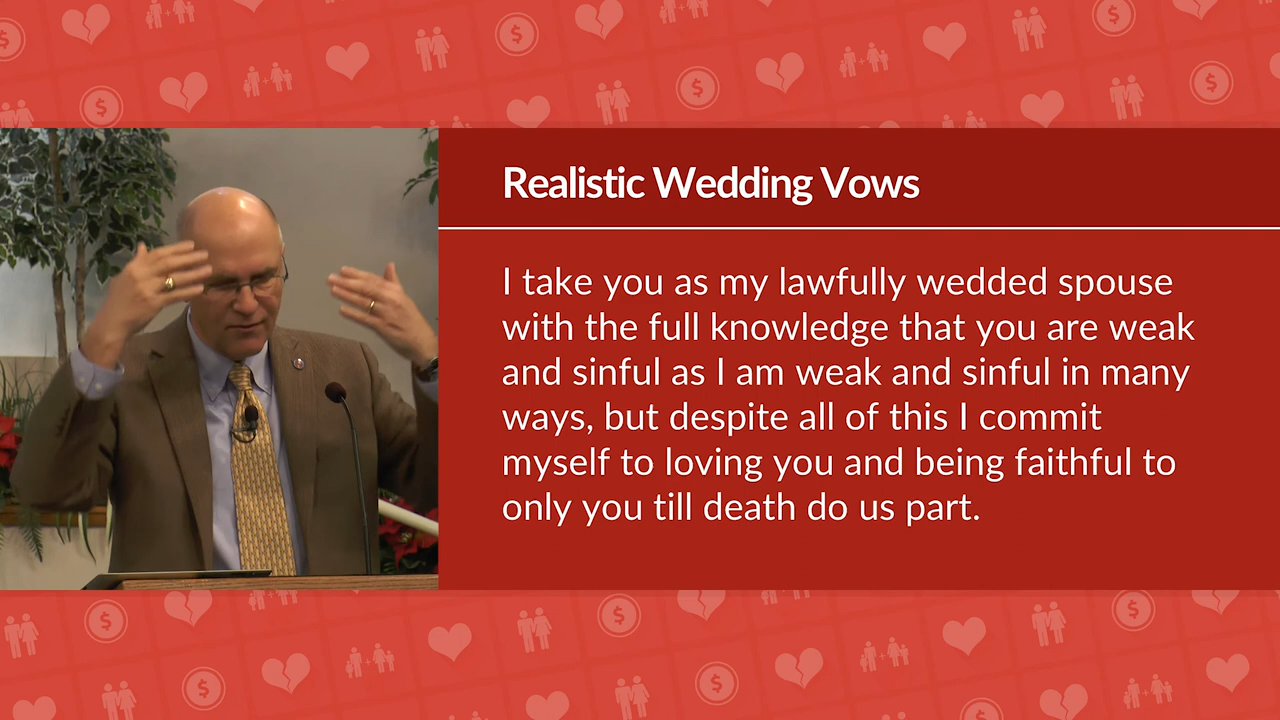 Realistic Wedding Vows
I take you as my lawfully wedded spouse
with the full knowledge that you are weak
and sinful as I am weak and sinful in many
ways, but despite all of this I commit
myself to loving you and being faithful to
only you till death do us part.